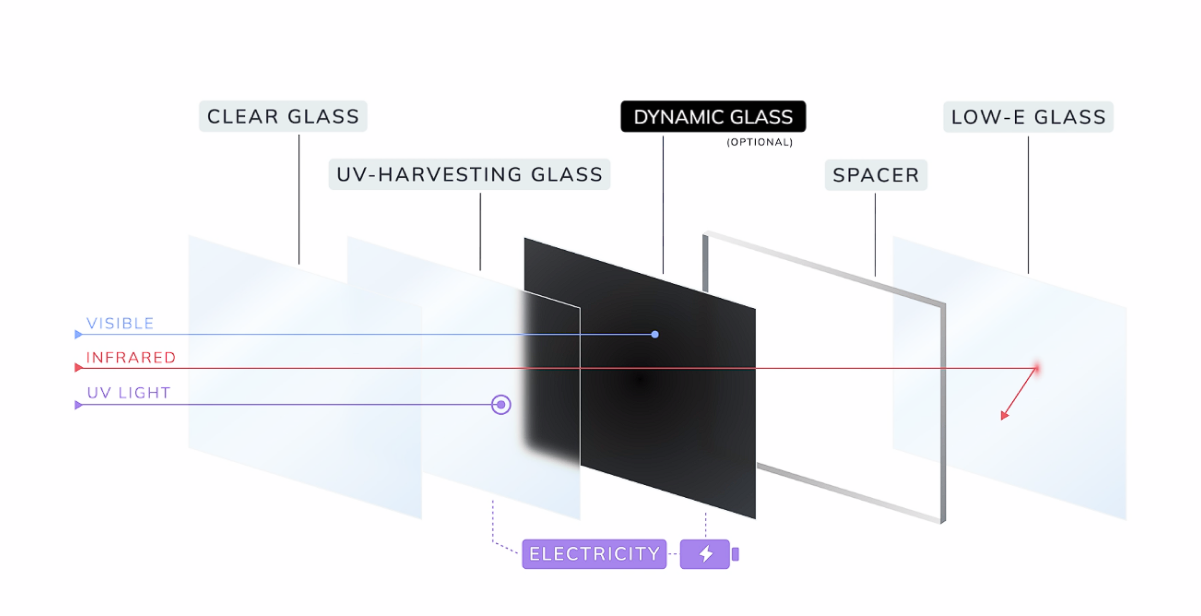 CLEAR GLASS
DYNAMIC GLASS
(OPTIONAL)
LOW-E GLASS
UV-HARVESTING GLASS
SPACER
VISIBLE
INFRARED
UV LIGHT
ELECTRICITY